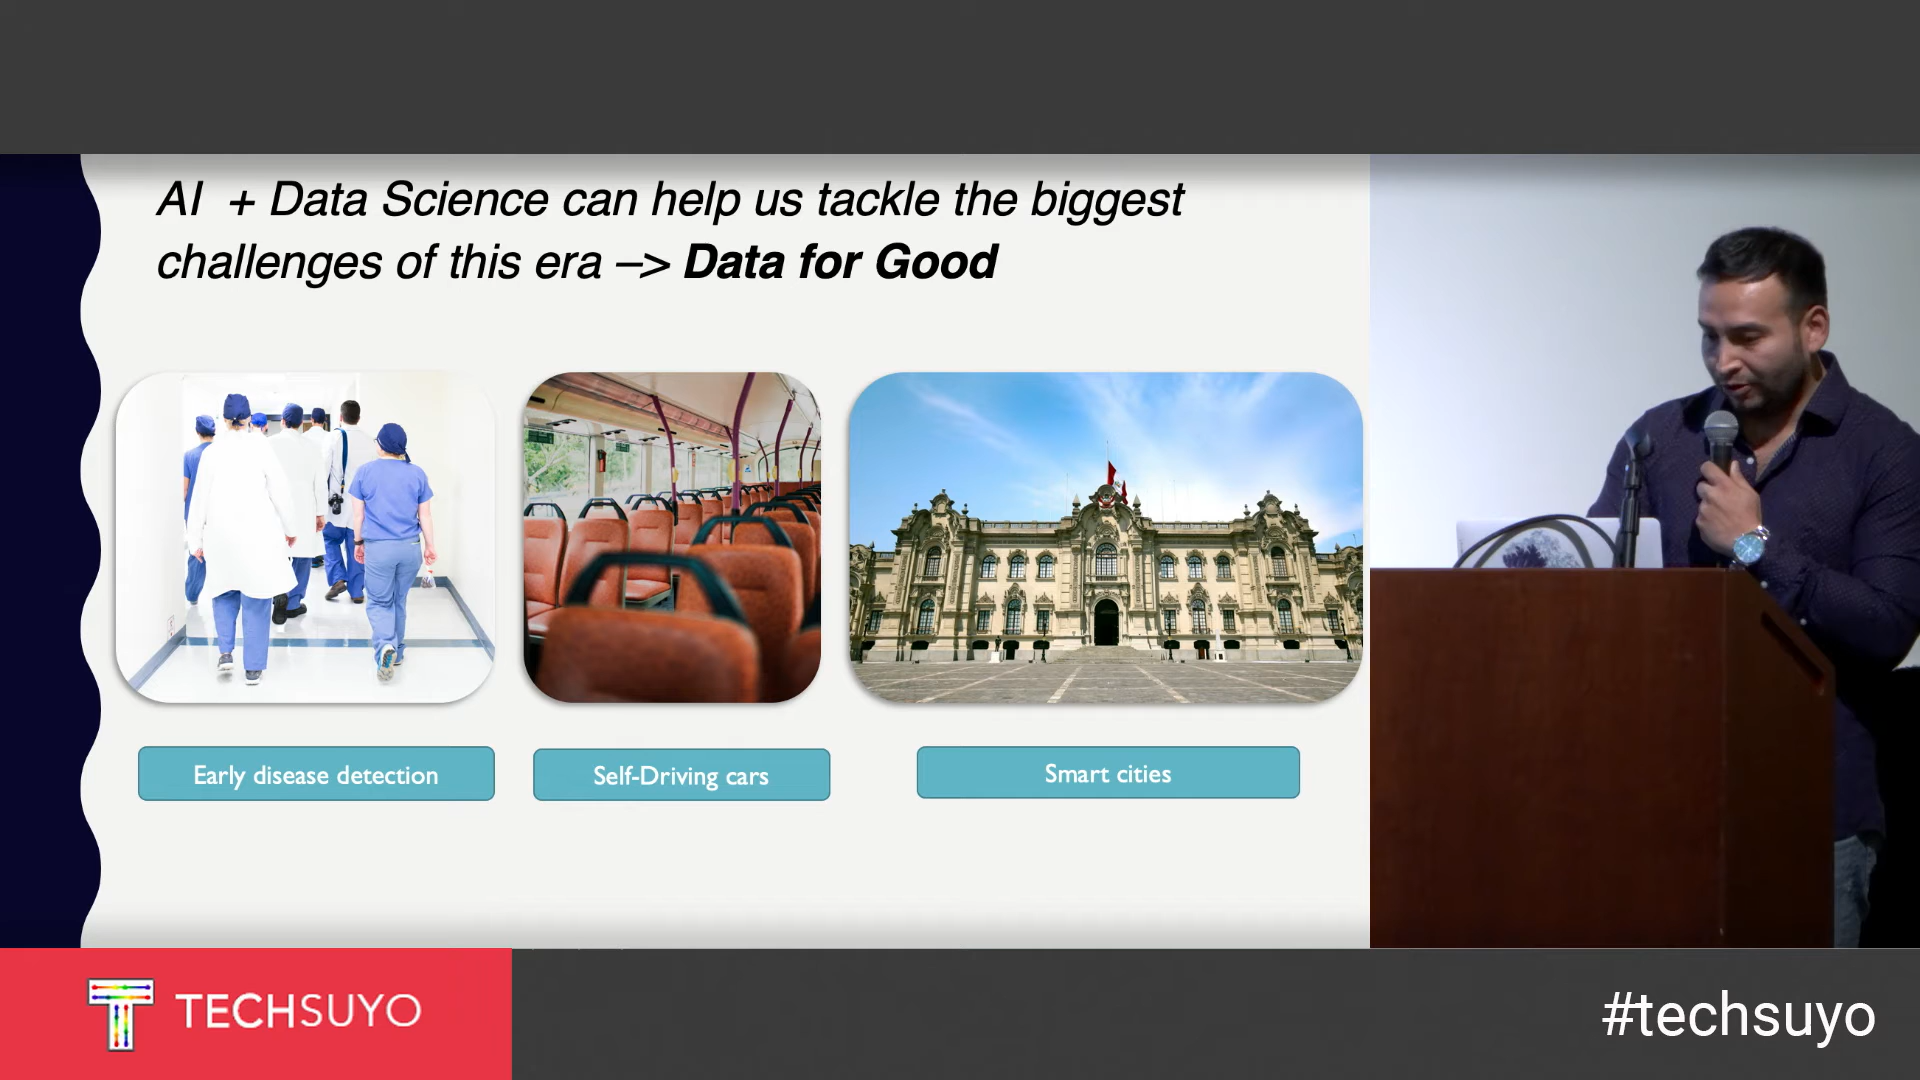 AI + Data Science can help us tackle the biggest
challenges of this era –> Data for Good
Early disease detection
Self-Driving cars
Smart cities
TECHSUYO
#techsuyo